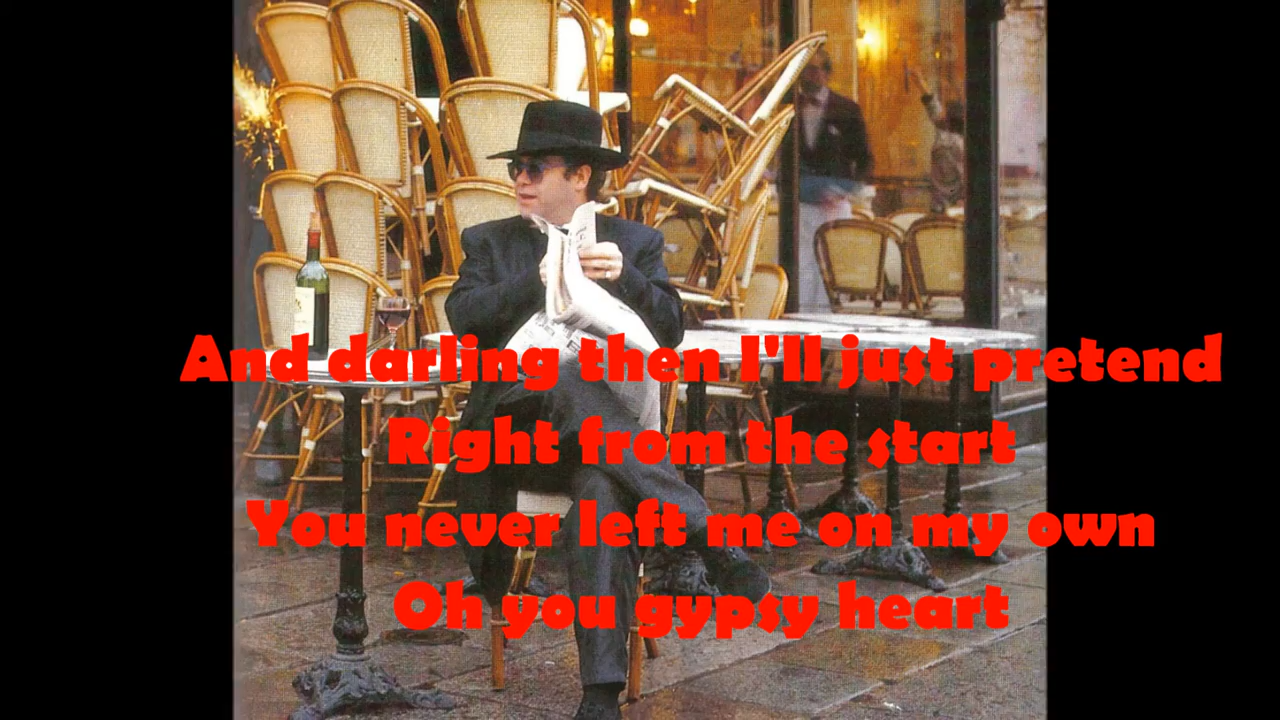 And darling then I'll just pretend
Right from the start
You never left me on my own
Oh you gypsy heart